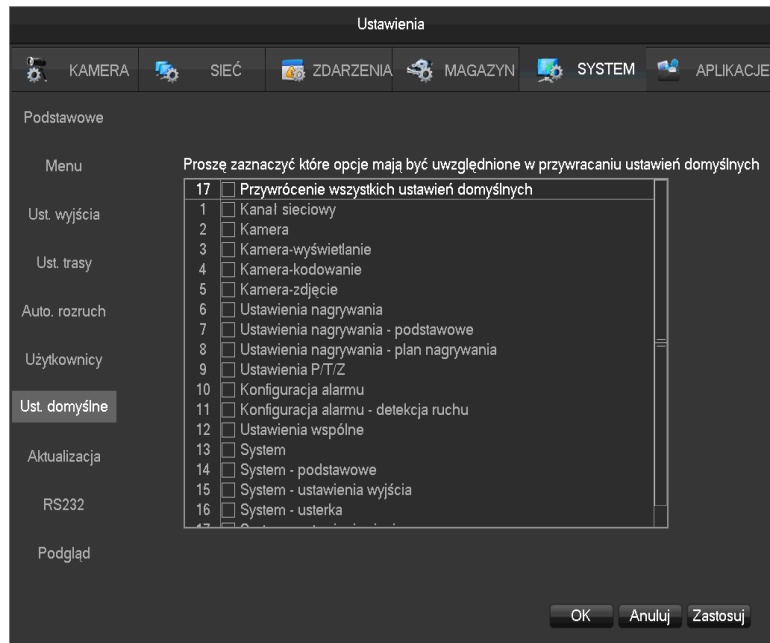 Ustawienia
KAMERA SIEĆ ZDARZENIA MAGAZYN SYSTEM APLIKACJE
Podstawowe
Menu
Ust. wyjścia
Ust. trasy
Auto. rozruch
Użytkownicy
Ust. domyślne
Aktualizacja
RS232
Podgląd
Proszę zaznaczyć które opcje mają być uwzględnione w przywracaniu ustawień domyślnych
17 Przywrócenie wszystkich ustawień domyślnych
1 Kanał sieciowy
2 Kamera
3 Kamera-wyświetlanie
4 Kamera-kodowanie
5 Kamera-zdjęcie
6 Ustawienia nagrywania
7 Ustawienia nagrywania - podstawowe
8 Ustawienia nagrywania - plan nagrywania
9 Ustawienia P/T/Z
10 Konfiguracja alarmu
11 Konfiguracja alarmu - detekcja ruchu
12 Ustawienia wspólne
13 System
14 System - podstawowe
15 System - ustawienia wyjścia
16 System - usterka
OK Anuluj Zastosuj